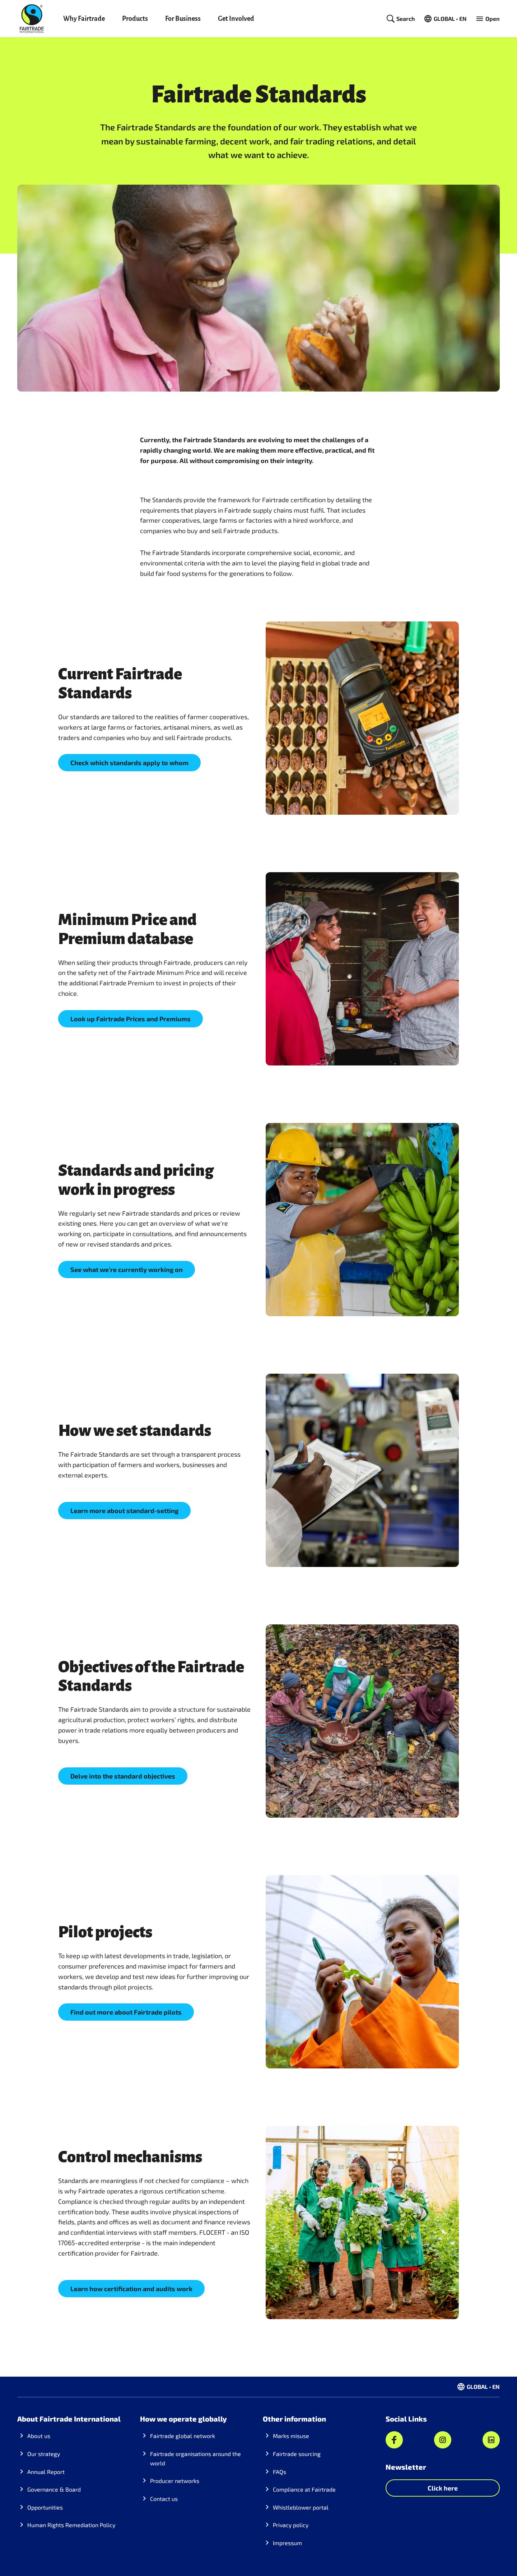 FAIRTRADE
Why Fairtrade
Products
For Business
Get Involved
Search
GLOBAL - EN
Open
Fairtrade Standards
The Fairtrade Standards are the foundation of our work. They establish what we
mean by sustainable farming, decent work, and fair trading relations, and detail
what we want to achieve.
Currently, the Fairtrade Standards are evolving to meet the challenges of a
rapidly changing world. We are making them more effective, practical, and fit
for purpose. All without compromising on their integrity.
The Standards provide the framework for Fairtrade certification by detailing the
requirements that players in Fairtrade supply chains must fulfil. That includes
farmer cooperatives, large farms or factories with a hired workforce, and
companies who buy and sell Fairtrade products.
The Fairtrade Standards incorporate comprehensive social, economic, and
environmental criteria with the aim to level the playing field in global trade and
build fair food systems for the generations to follow.
Current Fairtrade
Standards
Our standards are tailored to the realities of farmer cooperatives,
workers at large farms or factories, artisanal miners, as well as
traders and companies who buy and sell Fairtrade products.
Check which standards apply to whom
Minimum Price and
Premium database
When selling their products through Fairtrade, producers can rely
on the safety net of the Fairtrade Minimum Price and will receive
the additional Fairtrade Premium to invest in projects of their
choice.
Look up Fairtrade Prices and Premiums
Standards and pricing
work in progress
We regularly set new Fairtrade standards and prices or review
existing ones. Here you can get an overview of what we're
working on, participate in consultations, and find announcements
of new or revised standards and prices.
See what we're currently working on
How we set standards
The Fairtrade Standards are set through a transparent process
with participation of farmers and workers, businesses and
external experts.
Learn more about standard-setting
Objectives of the Fairtrade
Standards
The Fairtrade Standards aim to provide a structure for sustainable
agricultural production, protect workers' rights, and distribute
power in trade relations more equally between producers and
buyers.
Delve into the standard objectives
Pilot projects
To keep up with latest developments in trade, legislation, or
consumer preferences and maximise impact for farmers and
workers, we develop and test new ideas for further improving our
standards through pilot projects.
Find out more about Fairtrade pilots
Control mechanisms
Standards are meaningless if not checked for compliance – which
is why Fairtrade operates a rigorous certification scheme.
Compliance is checked through regular audits by an independent
certification body. These audits involve physical inspections of
fields, plants and offices as well as document and finance reviews
and confidential interviews with staff members. FLOCERT - an ISO
17065-accredited enterprise - is the main independent
certification provider for Fairtrade.
Learn how certification and audits work
GLOBAL - EN
About Fairtrade International
About us
Our strategy
Annual Report
Governance & Board
Opportunities
Human Rights Remediation Policy
How we operate globally
Fairtrade global network
Fairtrade organisations around the
world
Producer networks
Contact us
Other information
Marks misuse
Fairtrade sourcing
FAQs
Compliance at Fairtrade
Whistleblower portal
Privacy policy
Impressum
Social Links
Newsletter
Click here